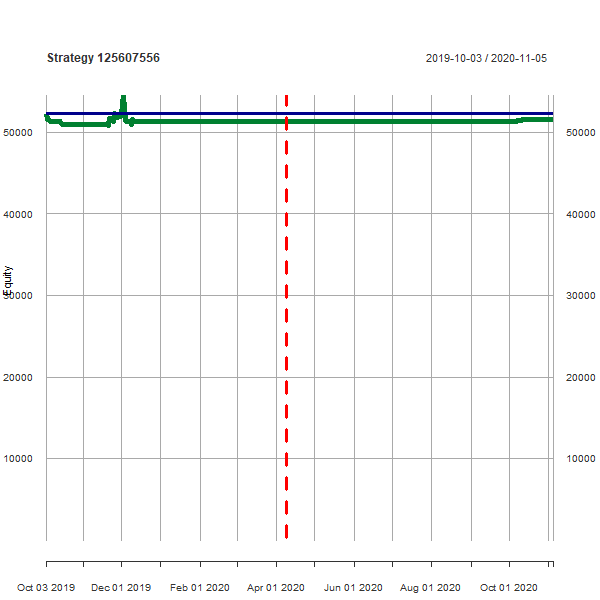 Strategy 125607556
2019-10-03 / 2020-11-05
50000
50000
40000
40000
Equity
30000
30000
20000
20000
10000
10000
Oct 03 2019
Dec 01 2019
Feb 01 2020
Apr 01 2020
Jun 01 2020
Aug 01 2020
Oct 01 2020